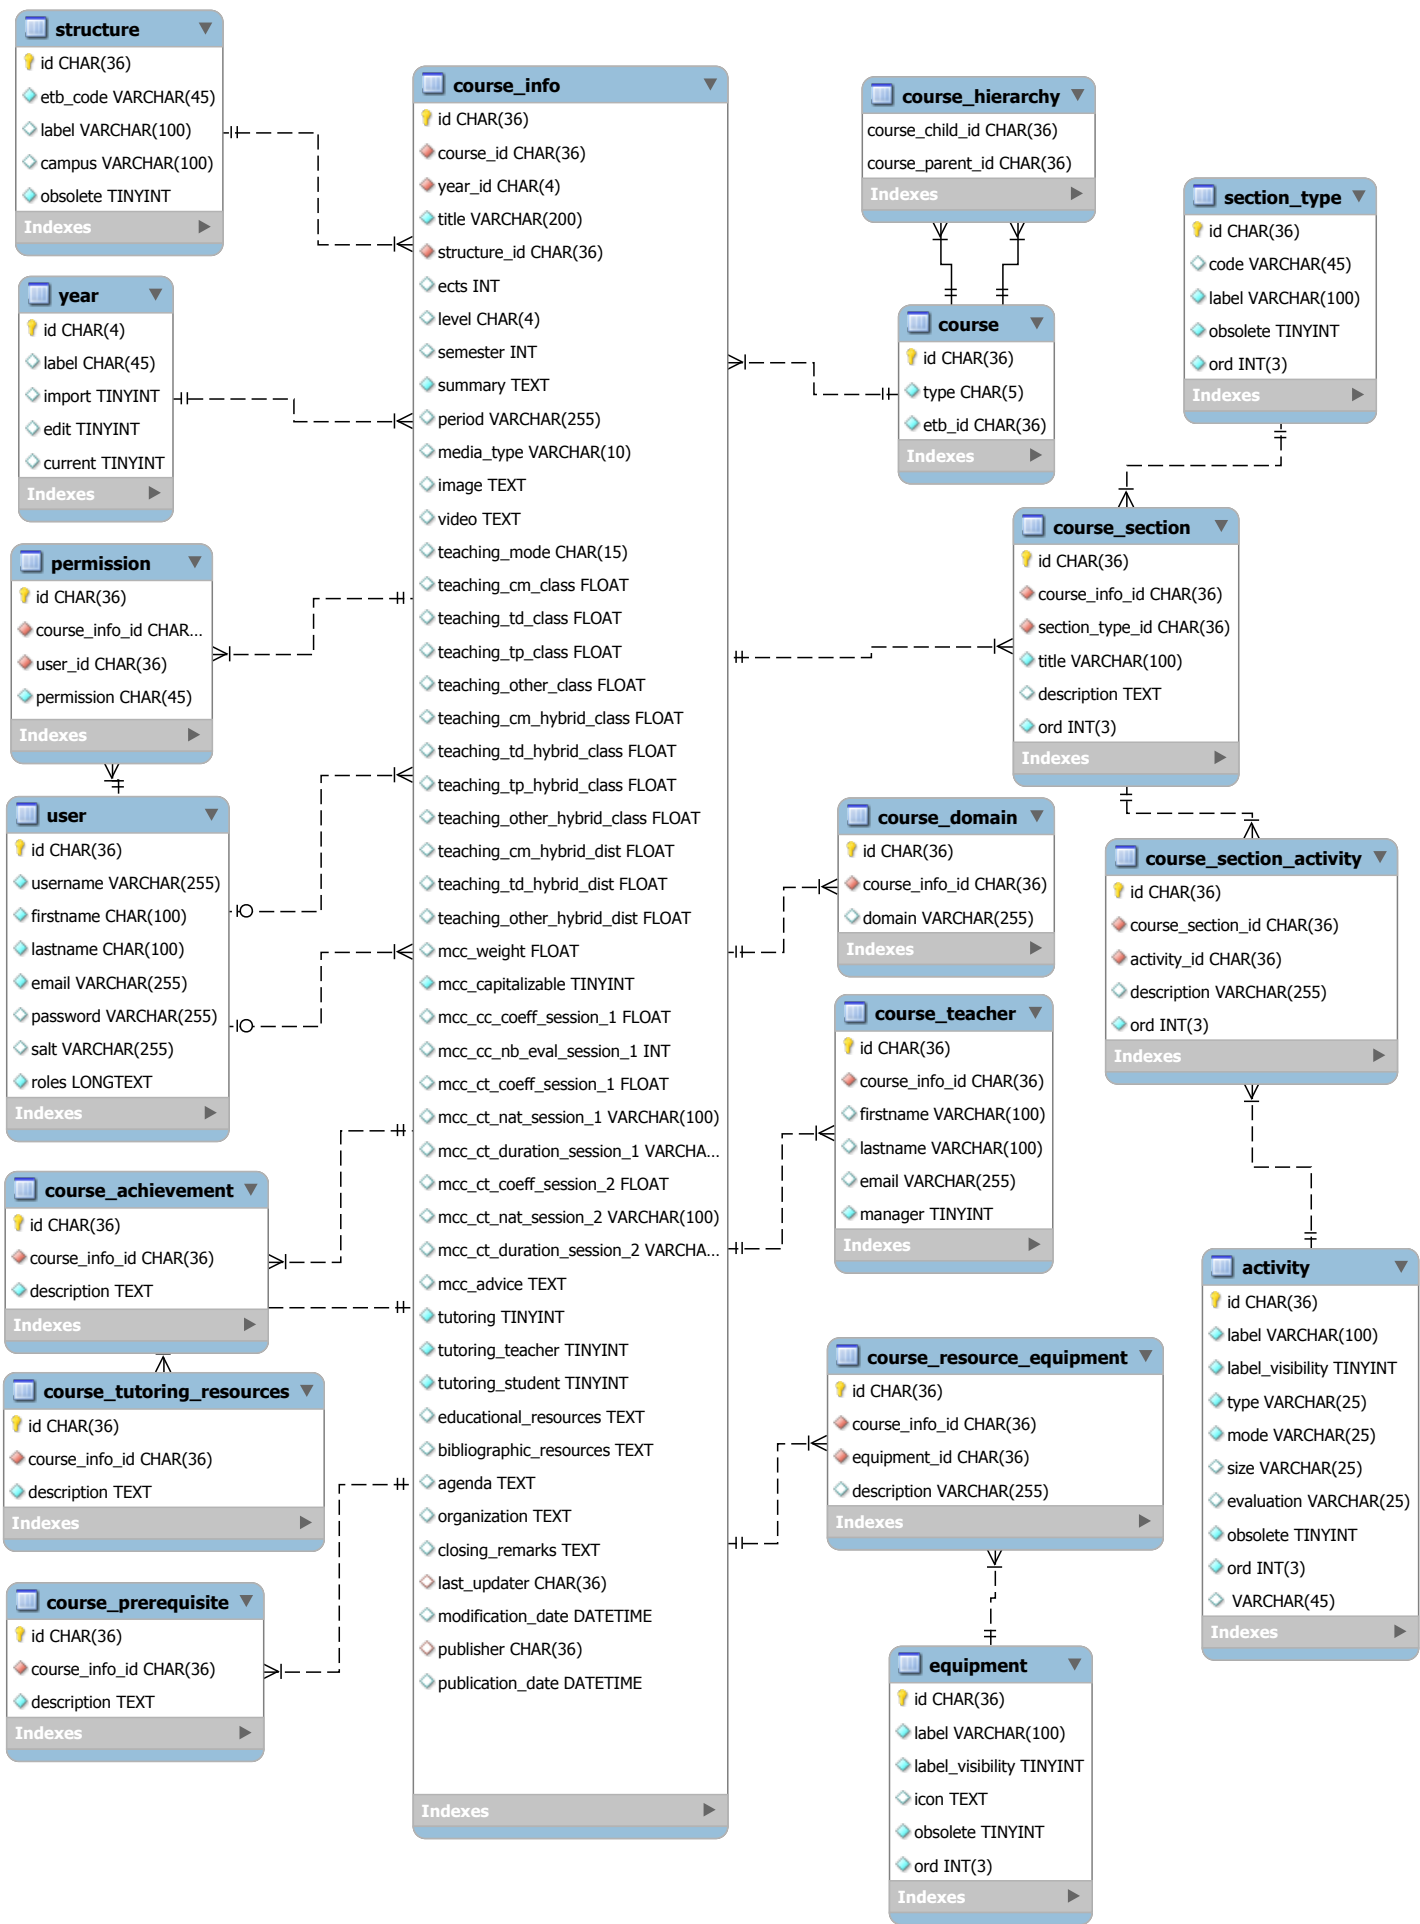 structure
id CHAR(36)
etb_code VARCHAR(45)
label VARCHAR(100)
campus VARCHAR(100)
obsolete TINYINT
Indexes
year
id CHAR(4)
label CHAR(45)
import TINYINT
edit TINYINT
current TINYINT
Indexes
permission
id CHAR(36)
course_info_id CHAR...
user_id CHAR(36)
permission CHAR(45)
Indexes
user
id CHAR(36)
username VARCHAR(255)
firstname CHAR(100)
lastname CHAR(100)
email VARCHAR(255)
password VARCHAR(255)
salt VARCHAR(255)
roles LONGTEXT
Indexes
course_achievement
id CHAR(36)
course_info_id CHAR(36)
description TEXT
Indexes
course_tutoring_resources
id CHAR(36)
course_info_id CHAR(36)
description TEXT
Indexes
course_prerequisite
id CHAR(36)
course_info_id CHAR(36)
description TEXT
Indexes
course_info
id CHAR(36)
course_id CHAR(36)
year_id CHAR(4)
title VARCHAR(200)
structure_id CHAR(36)
ects INT
level CHAR(4)
semester INT
summary TEXT
period VARCHAR(255)
media_type VARCHAR(10)
image TEXT
video TEXT
teaching_mode CHAR(15)
teaching_cm_class FLOAT
teaching_td_class FLOAT
teaching_tp_class FLOAT
teaching_other_class FLOAT
teaching_cm_hybrid_class FLOAT
teaching_td_hybrid_class FLOAT
teaching_tp_hybrid_class FLOAT
teaching_other_hybrid_class FLOAT
teaching_cm_hybrid_dist FLOAT
teaching_td_hybrid_dist FLOAT
teaching_other_hybrid_dist FLOAT
mcc_weight FLOAT
mcc_capitalizable TINYINT
mcc_cc_coeff_session_1 FLOAT
mcc_cc_nb_eval_session_1 INT
mcc_ct_coeff_session_1 FLOAT
mcc_ct_nat_session_1 VARCHAR(100)
mcc_ct_duration_session_1 VARCHA...
mcc_ct_coeff_session_2 FLOAT
mcc_ct_nat_session_2 VARCHAR(100)
mcc_ct_duration_session_2 VARCHA...
mcc_advice TEXT
tutoring TINYINT
tutoring_teacher TINYINT
tutoring_student TINYINT
educational_resources TEXT
bibliographic_resources TEXT
agenda TEXT
organization TEXT
closing_remarks TEXT
last_updater CHAR(36)
modification_date DATETIME
publisher CHAR(36)
publication_date DATETIME
Indexes
course_hierarchy
course_child_id CHAR(36)
course_parent_id CHAR(36)
Indexes
course
id CHAR(36)
type CHAR(5)
etb_id CHAR(36)
Indexes
section_type
id CHAR(36)
code VARCHAR(45)
label VARCHAR(100)
obsolete TINYINT
ord INT(3)
Indexes
course_section
id CHAR(36)
course_info_id CHAR(36)
section_type_id CHAR(36)
title VARCHAR(100)
description TEXT
ord INT(3)
Indexes
course_domain
id CHAR(36)
course_info_id CHAR(36)
domain VARCHAR(255)
Indexes
course_section_activity
id CHAR(36)
course_section_id CHAR(36)
activity_id CHAR(36)
description VARCHAR(255)
ord INT(3)
Indexes
course_teacher
id CHAR(36)
course_info_id CHAR(36)
firstname VARCHAR(100)
lastname VARCHAR(100)
email VARCHAR(255)
manager TINYINT
Indexes
activity
id CHAR(36)
label VARCHAR(100)
label_visibility TINYINT
type VARCHAR(25)
mode VARCHAR(25)
size VARCHAR(25)
evaluation VARCHAR(25)
obsolete TINYINT
ord INT(3)
VARCHAR(45)
Indexes
course_resource_equipment
id CHAR(36)
course_info_id CHAR(36)
equipment_id CHAR(36)
description VARCHAR(255)
Indexes
equipment
id CHAR(36)
label VARCHAR(100)
label_visibility TINYINT
icon TEXT
obsolete TINYINT
ord INT(3)
Indexes